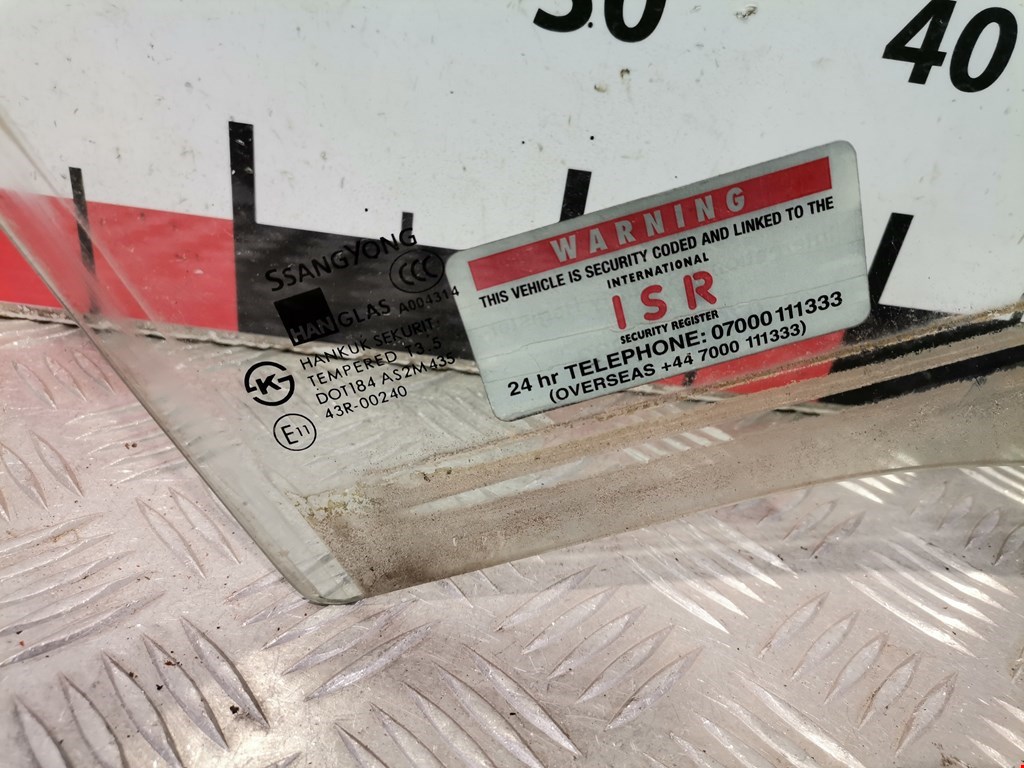 30
40
SSANGYONG
CCC
HANGLAS A004314
HANKUK SEKURIT
TEMPERED T3.5
DOT184 AS2M435
43R-00240
K
E11
WARNING
THIS VEHICLE IS SECURITY CODED AND LINKED TO THE
INTERNATIONAL
ISR
SECURITY REGISTER
24 hr TELEPHONE: 07000 111333
(OVERSEAS +44 7000 111333)